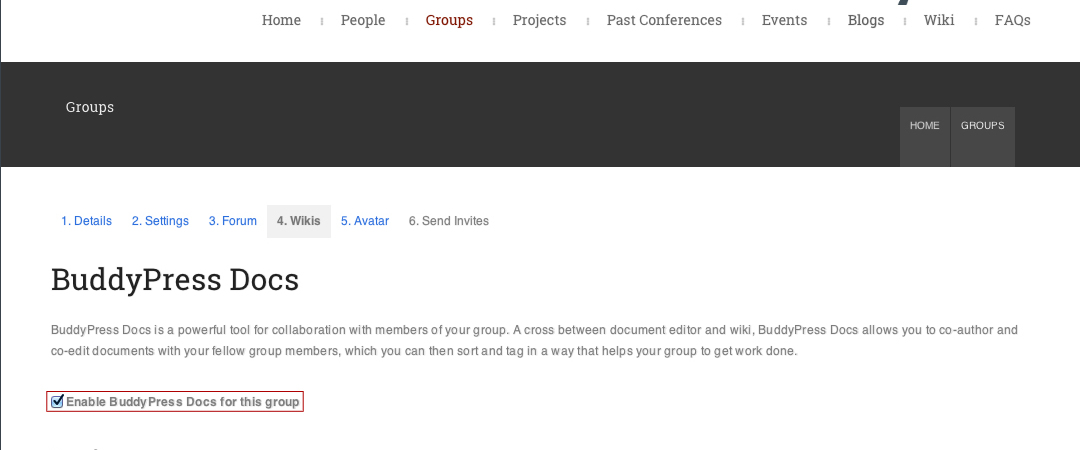 Home People Groups Projects Past Conferences Events Blogs Wiki FAQs
Groups
HOME GROUPS
1. Details 2. Settings 3. Forum 4. Wikis 5. Avatar 6. Send Invites
BuddyPress Docs
BuddyPress Docs is a powerful tool for collaboration with members of your group. A cross between document editor and wiki, BuddyPress Docs allows you to co-author and
co-edit documents with your fellow group members, which you can then sort and tag in a way that helps your group to get work done.
Enable BuddyPress Docs for this group